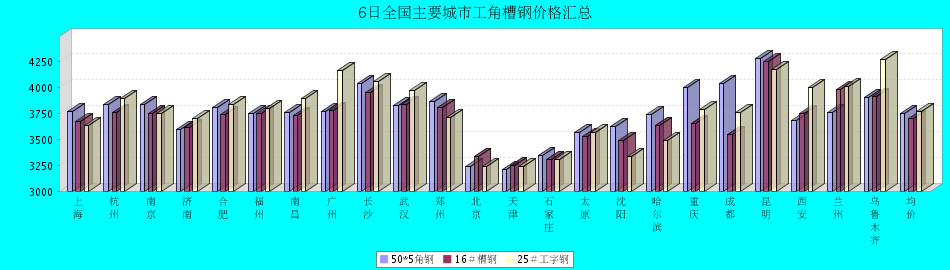 6日全国主要城市工角槽钢价格汇总
4250
4000
3750
3500
3250
3000
上海
杭州
南京
济南
合肥
福州
南昌
广州
长沙
武汉
郑州
北京
天津
石家庄
太原
沈阳
哈尔滨
重庆
成都
昆明
西安
兰州
乌鲁木齐
均价
50*5角钢 16#槽钢 25#工字钢